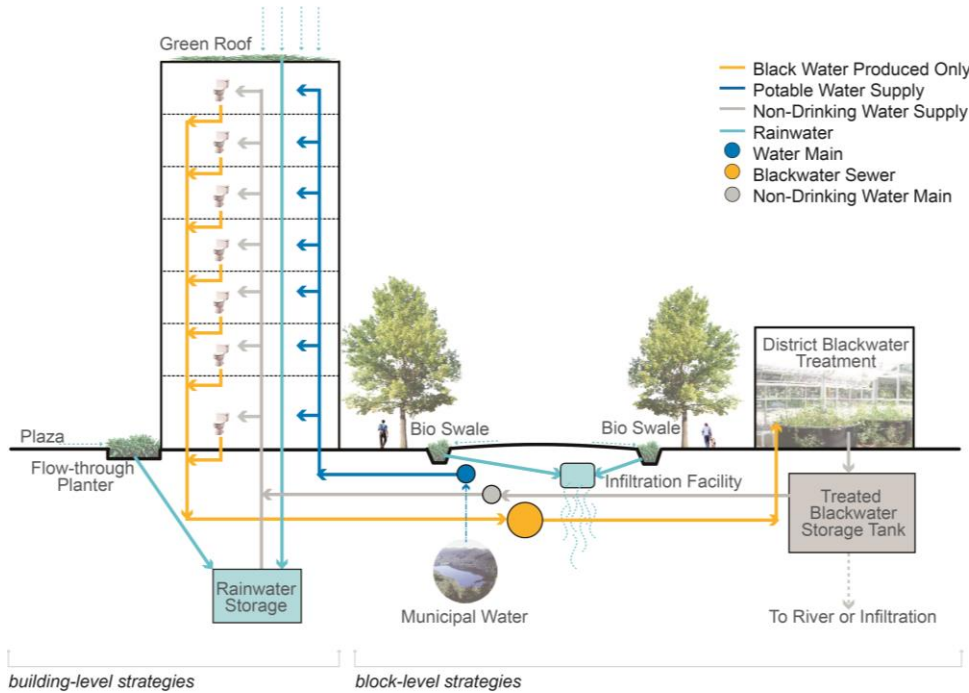 Green Roof
Black Water Produced Only
Potable Water Supply
Non-Drinking Water Supply
Rainwater
Water Main
Blackwater Sewer
Non-Drinking Water Main
District Blackwater
Treatment
Plaza
Flow-through
Planter
Bio Swale
Bio Swale
Infiltration Facility
Treated
Blackwater
Storage Tank
Rainwater
Storage
Municipal Water
To River or Infiltration
building-level strategies
block-level strategies